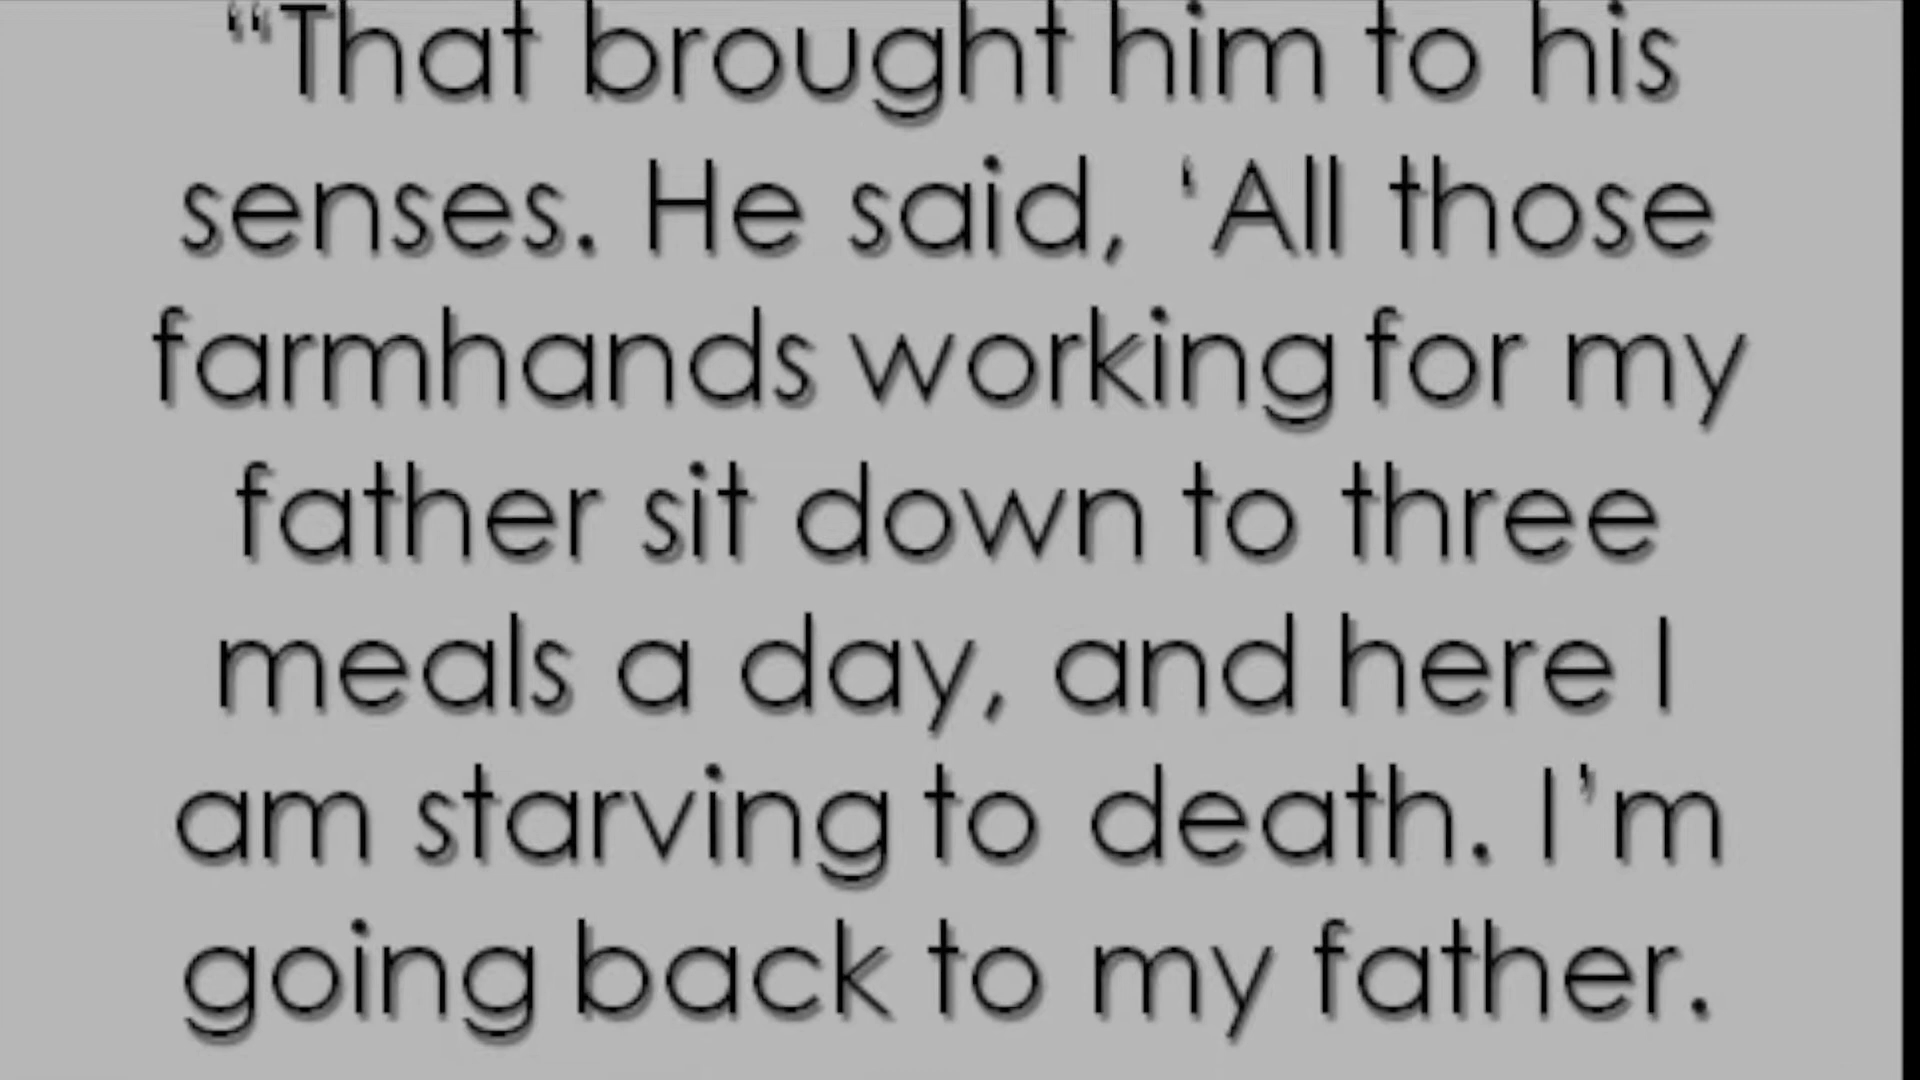 “That brought him to his
senses. He said, ‘All those
farmhands working for my
father sit down to three
meals a day, and here I
am starving to death. I’m
going back to my father.